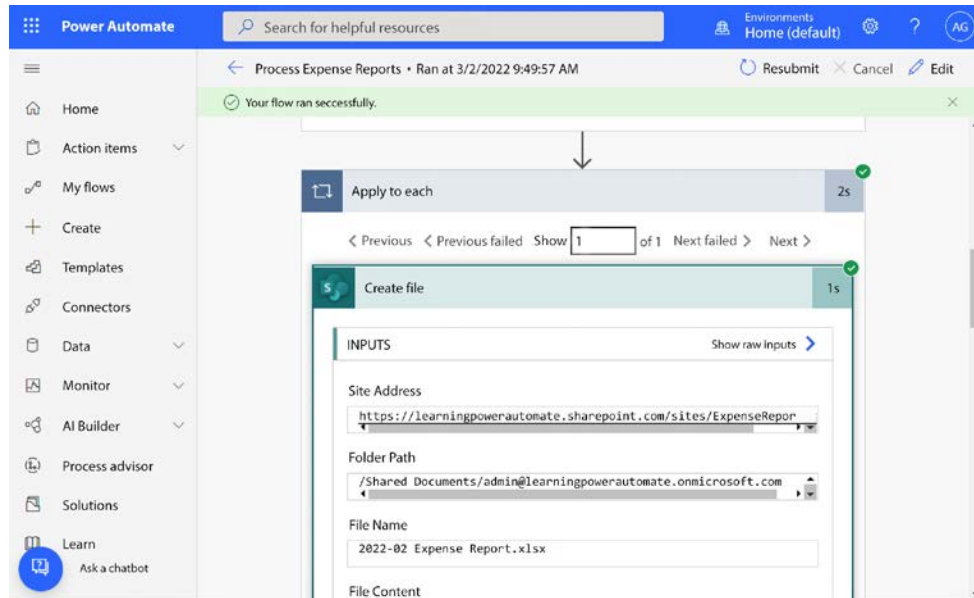 Power Automate
Search for helpful resources
Environments
Home (default)
?
AG
Process Expense Reports • Ran at 3/2/2022 9:49:57 AM
Resubmit
Cancel
Edit
Your flow ran seccessfully.
Home
Action items
My flows
Create
Templates
Connectors
Data
Monitor
AI Builder
Process advisor
Solutions
Learn
Ask a chatbot
Apply to each
2s
Previous
Previous failed
Show 1 of 1
Next failed
Next
S
Create file
1s
INPUTS
Show raw inputs
Site Address
https://learningpowerautomate.sharepoint.com/sites/ExpenseRepor
Folder Path
/Shared Documents/admin@learningpowerautomate.onmicrosoft.com
File Name
2022-02 Expense Report.xlsx
File Content